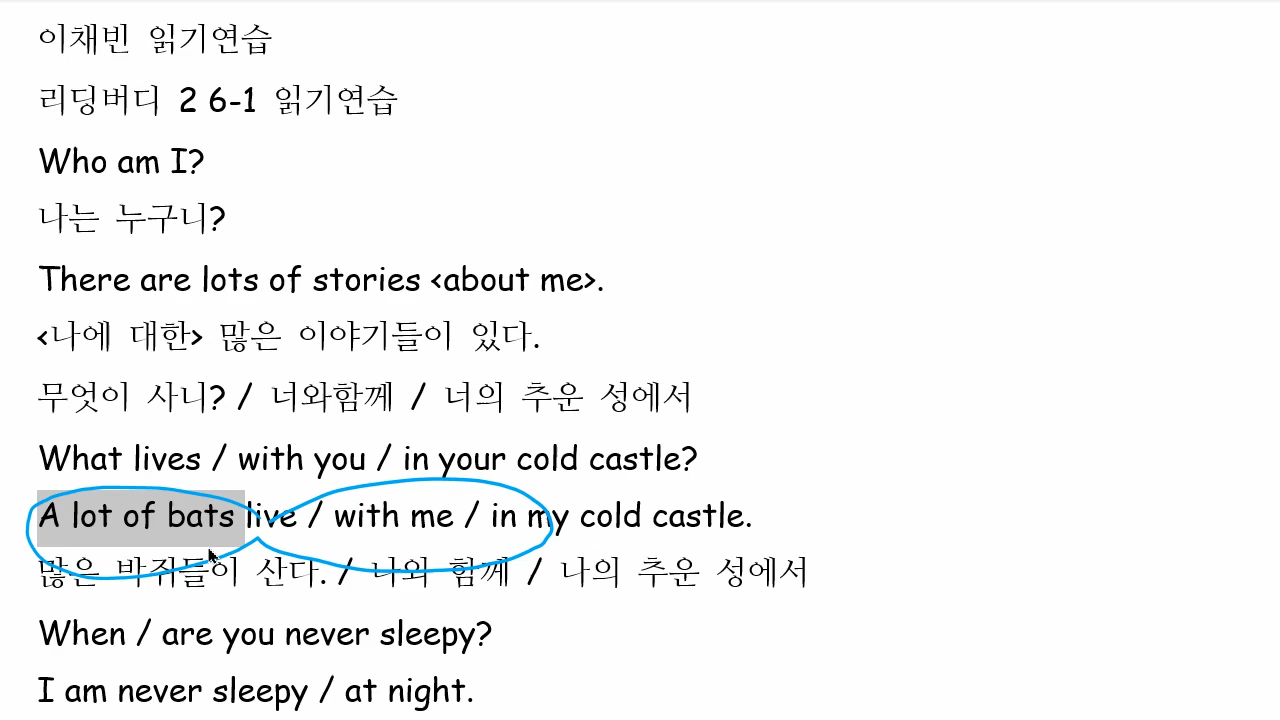 이채빈 읽기연습
리딩버디 2 6-1 읽기연습
Who am I?
나는 누구니?
There are lots of stories <about me>.
<나에 대한> 많은 이야기들이 있다.
무엇이 사니? / 너와함께 / 너의 추운 성에서
What lives / with you / in your cold castle?
A lot of bats live / with me / in my cold castle.
많은 박쥐들이 산다. / 나와 함께 / 나의 추운 성에서
When / are you never sleepy?
I am never sleepy / at night.